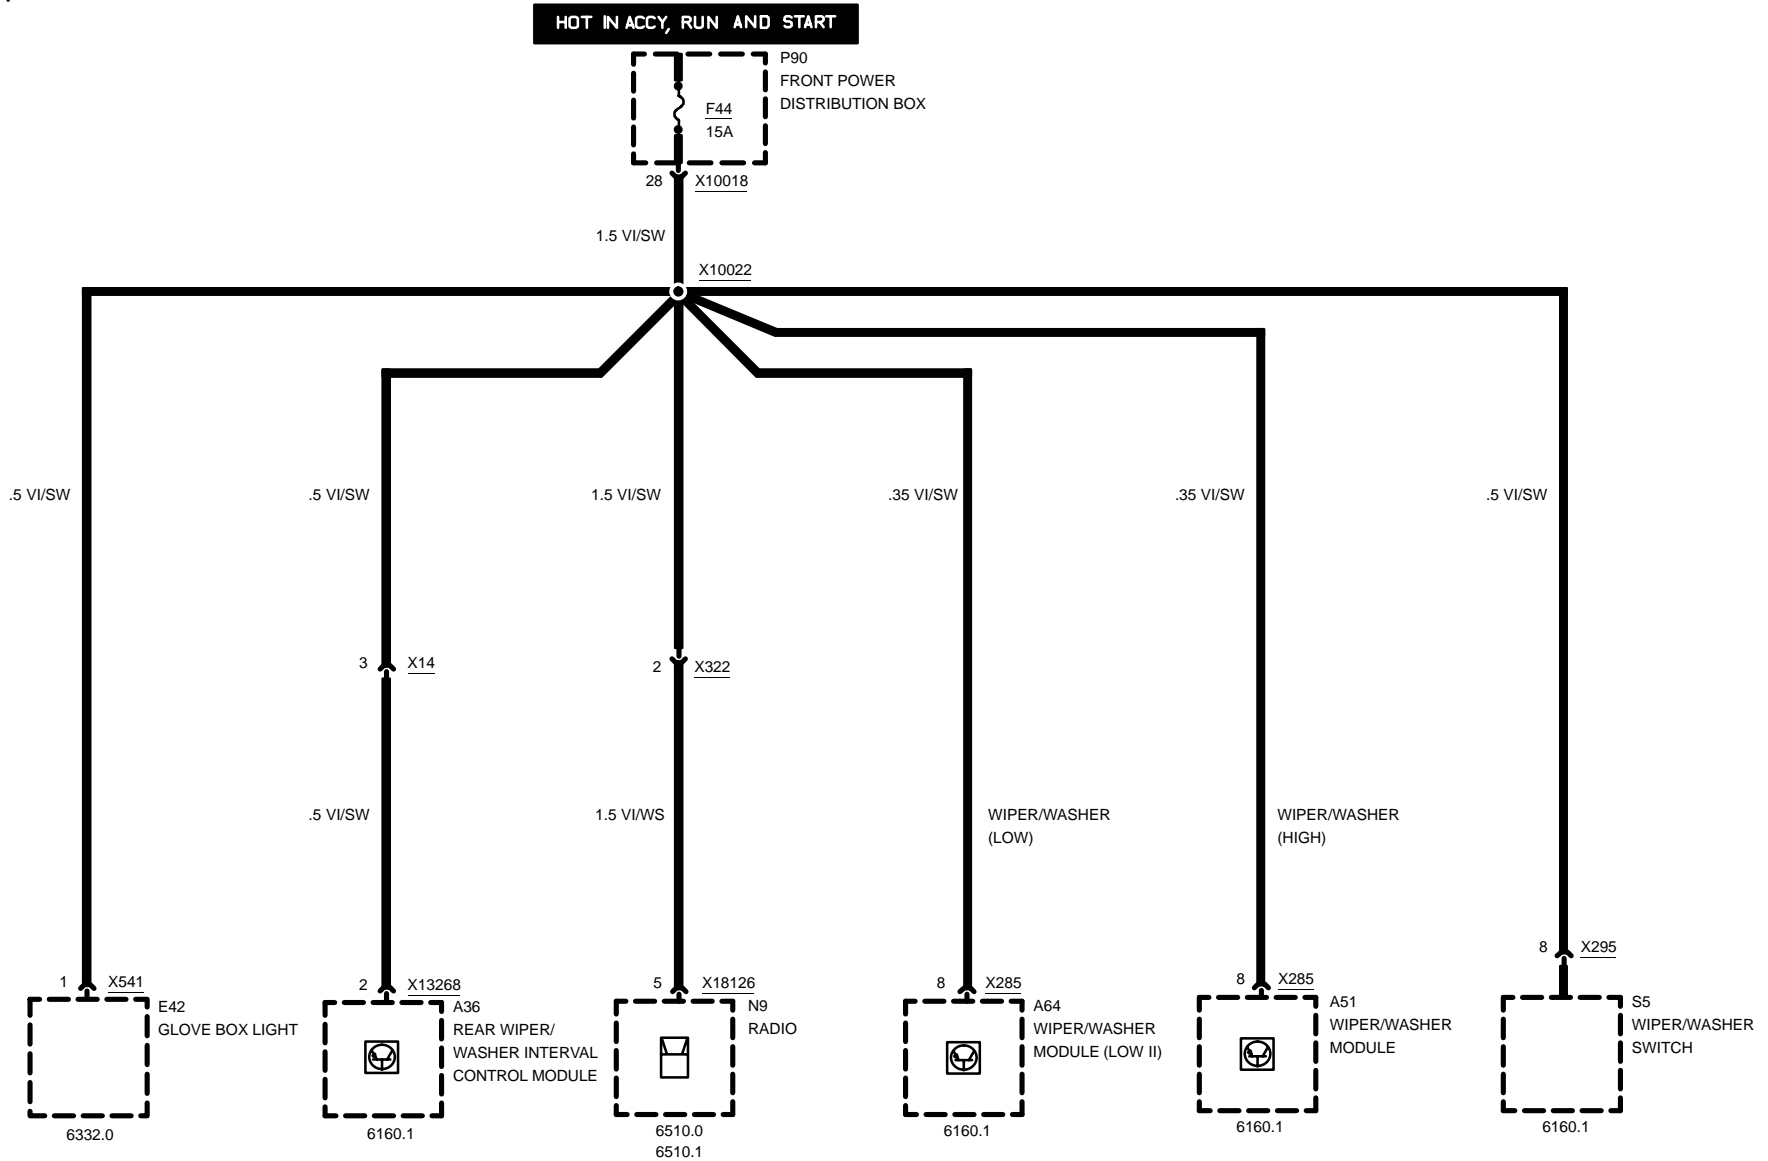 HOT IN ACCY, RUN AND START
P90
FRONT POWER
DISTRIBUTION BOX
F44
15A
28 X10018
1.5 VI/SW
X10022
.5 VI/SW
.5 VI/SW
1.5 VI/SW
.35 VI/SW
.35 VI/SW
.5 VI/SW
3 X14
2 X322
.5 VI/SW
1.5 VI/WS
WIPER/WASHER
(LOW)
WIPER/WASHER
(HIGH)
1 X541
E42
GLOVE BOX LIGHT
6332.0
2 X13268
A36
REAR WIPER/
WASHER INTERVAL
CONTROL MODULE
6160.1
5 X18126
N9
RADIO
6510.0
6510.1
8 X285
A64
WIPER/WASHER
MODULE (LOW II)
6160.1
8 X285
A51
WIPER/WASHER
MODULE
6160.1
8 X295
S5
WIPER/WASHER
SWITCH
6160.1